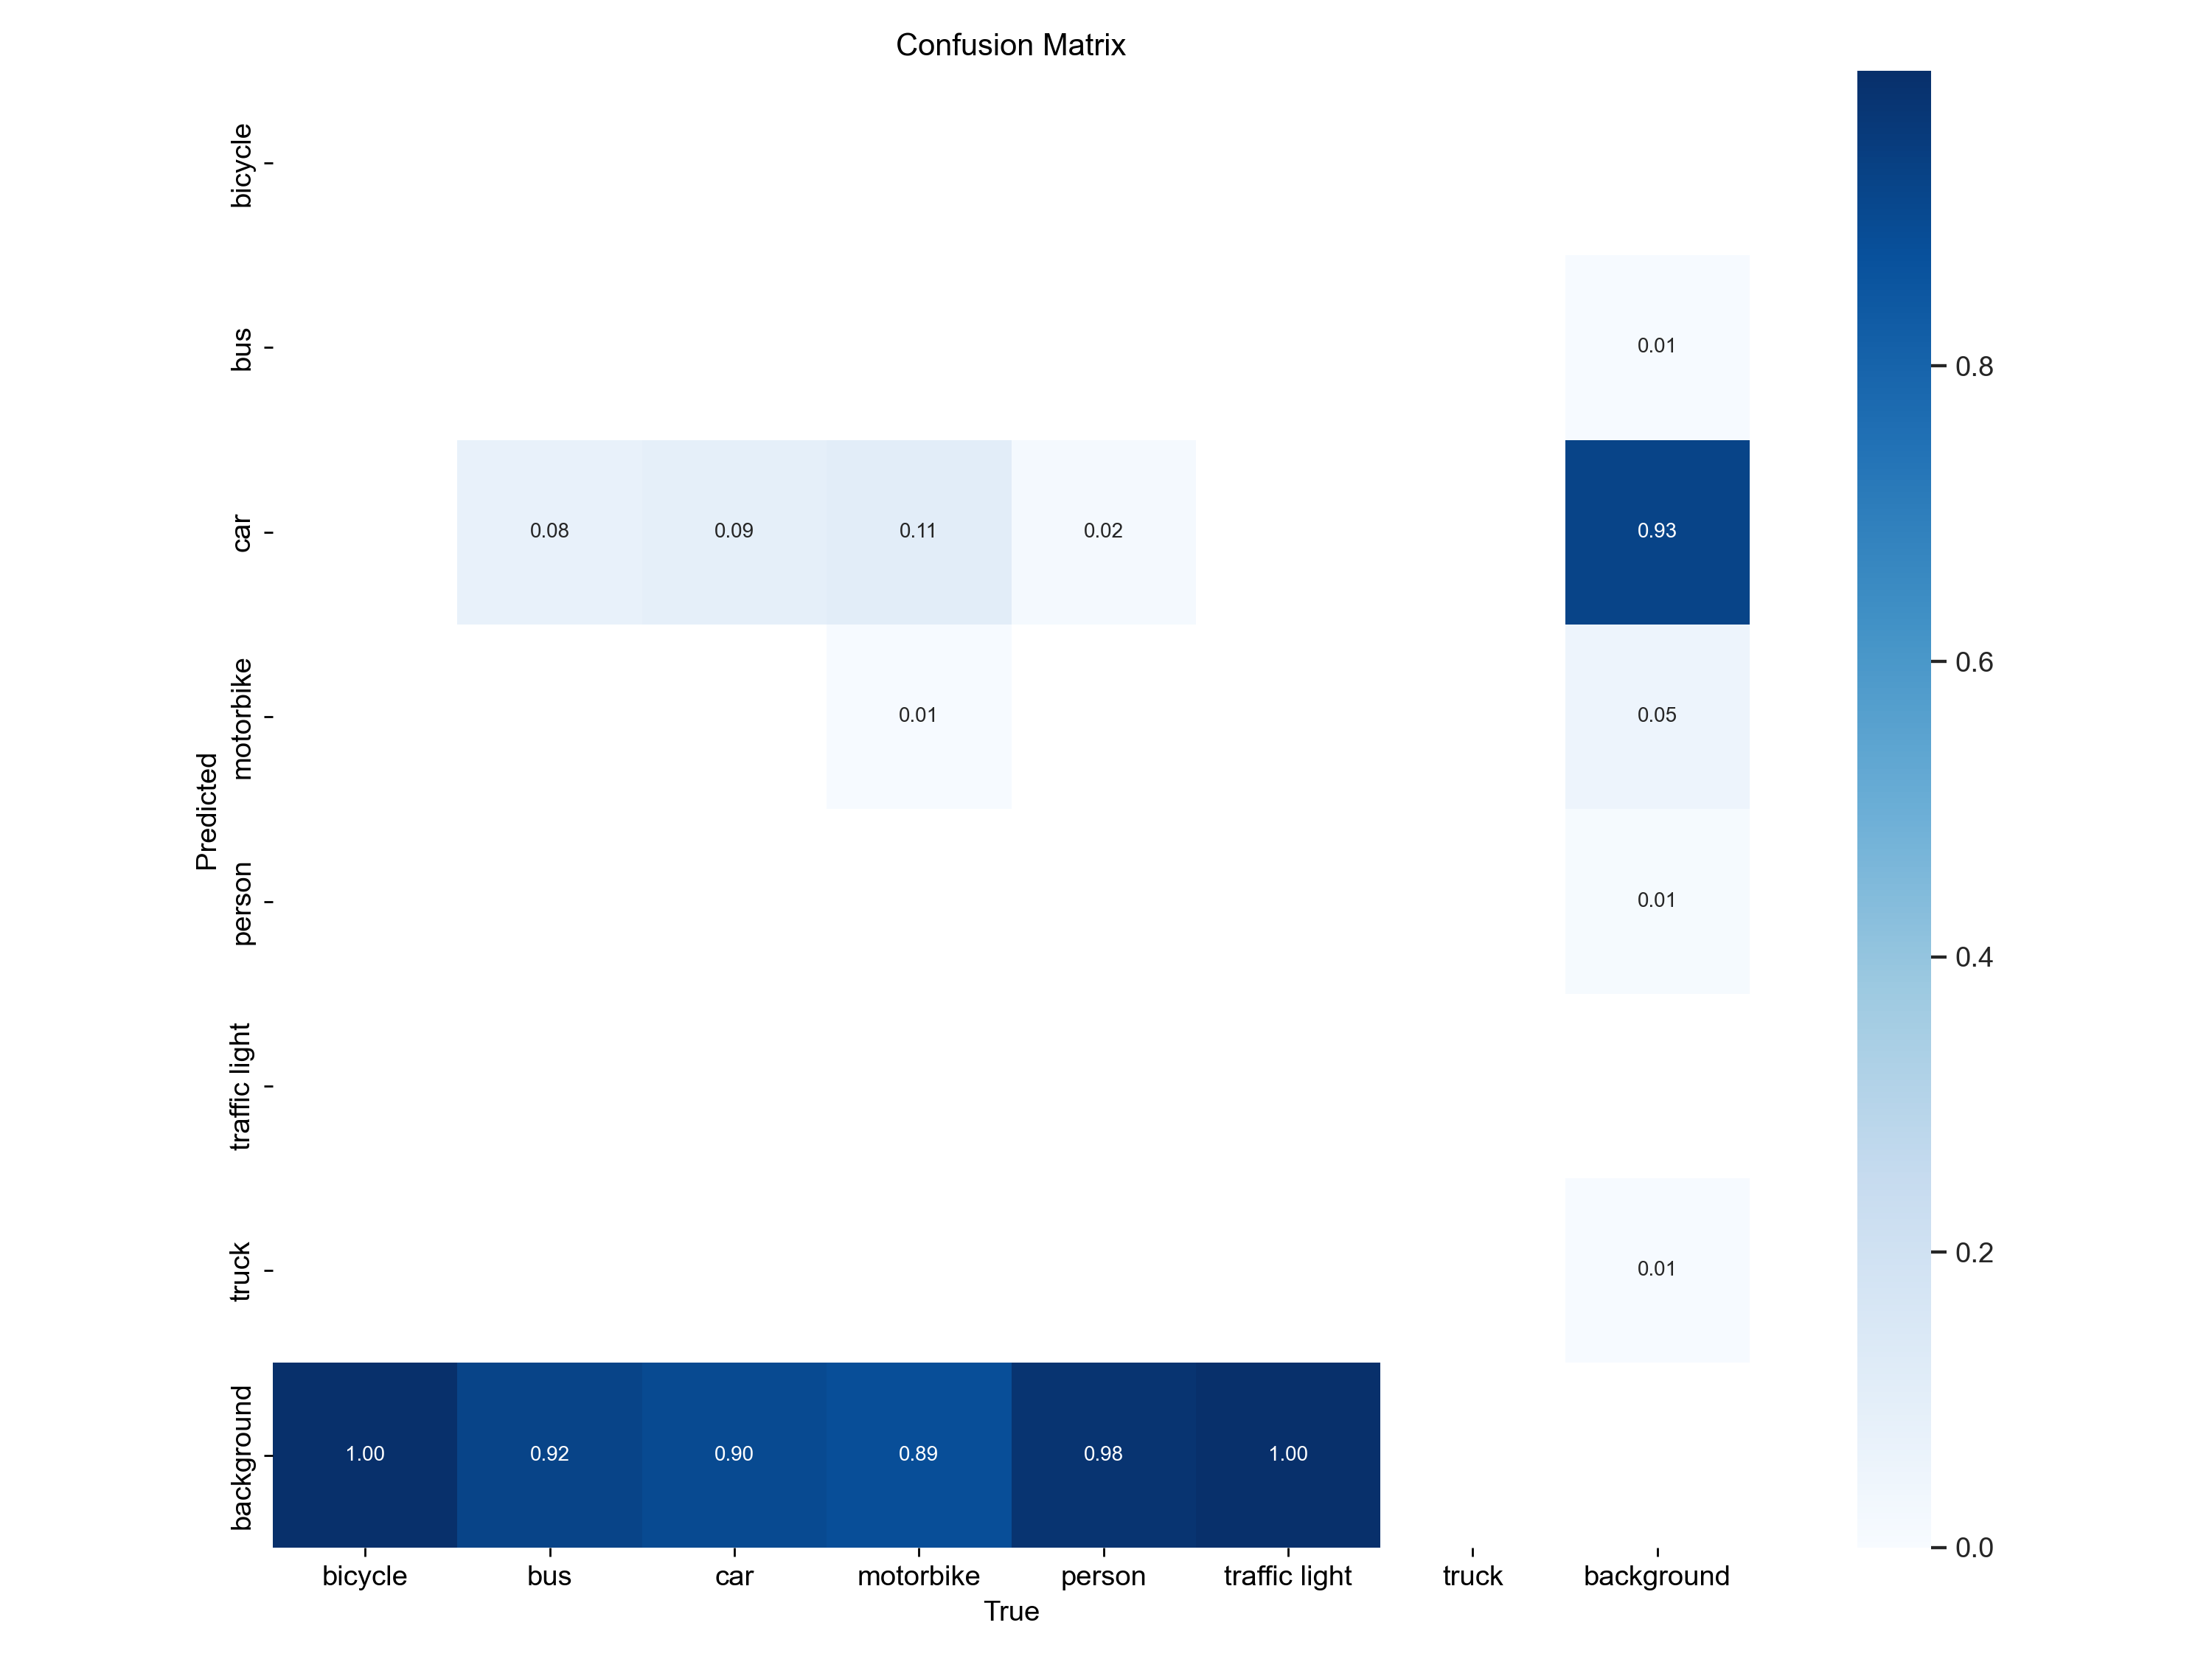 Confusion Matrix
bicycle
bus
0.01
0.8
car
0.08 0.09 0.11 0.02 0.93
0.6
motorbike
0.01 0.05
Predicted
person
0.01
0.4
traffic light
truck
0.01
0.2
background
1.00 0.92 0.90 0.89 0.98 1.00
0.0
bicycle bus car motorbike person traffic light truck background
True